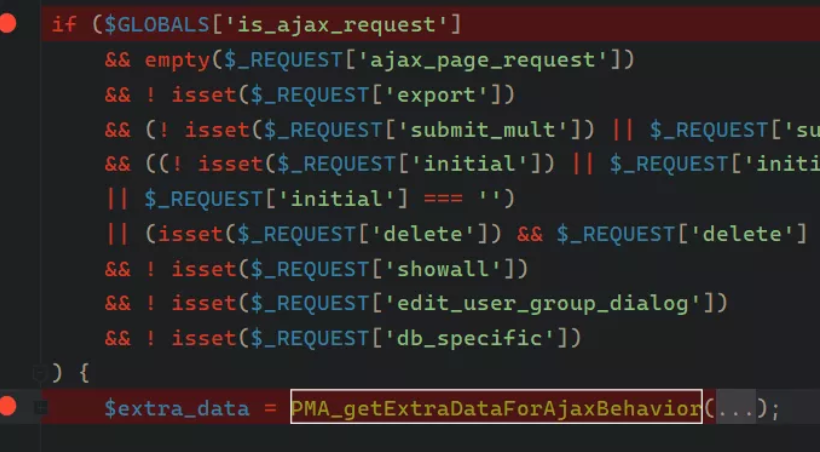 if ($GLOBALS['is_ajax_request']
&& empty($_REQUEST['ajax_page_request'])
&& ! isset($_REQUEST['export'])
&& (! isset($_REQUEST['submit_mult']) || $_REQUEST['su
&& ((! isset($_REQUEST['initial']) || $_REQUEST['initi
|| $_REQUEST['initial'] === '')
|| (isset($_REQUEST['delete']) && $_REQUEST['delete']
&& ! isset($_REQUEST['showall'])
&& ! isset($_REQUEST['edit_user_group_dialog'])
&& ! isset($_REQUEST['db_specific'])
) {
$extra_data = PMA_getExtraDataForAjaxBehavior(...);